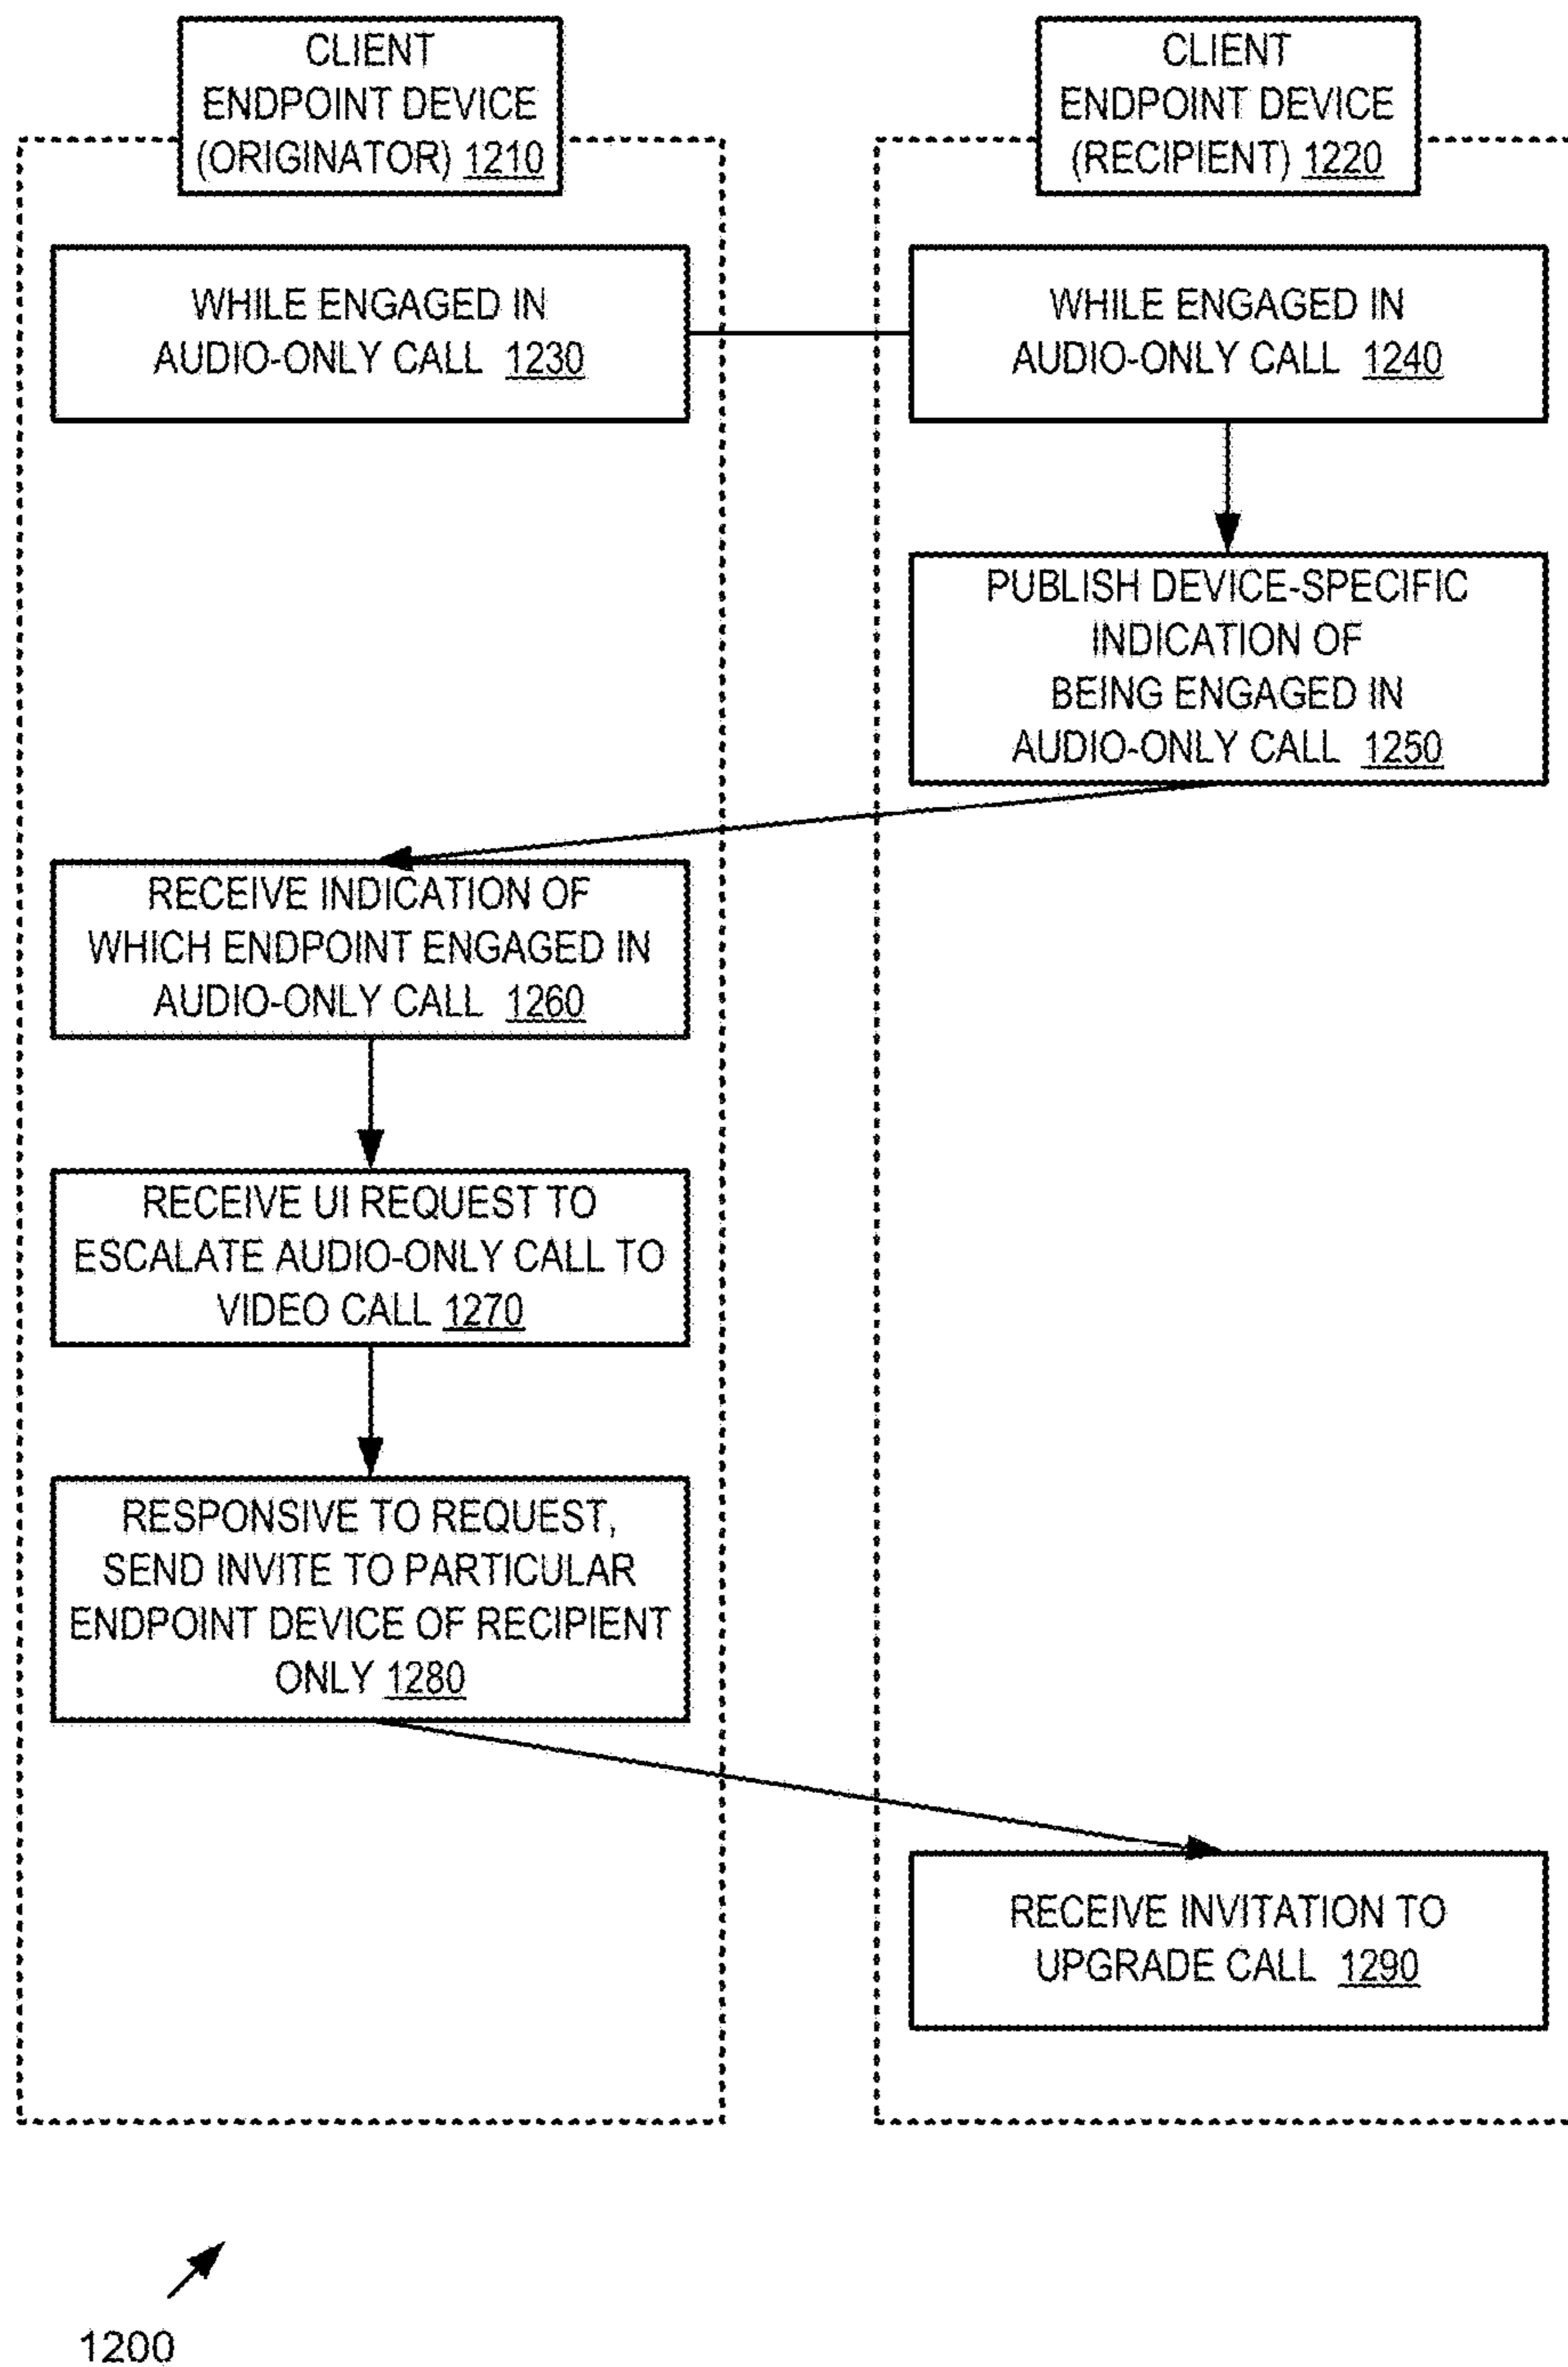 CLIENT
ENDPOINT DEVICE
(ORIGINATOR) 1210
CLIENT
ENDPOINT DEVICE
(RECIPIENT) 1220
WHILE ENGAGED IN
AUDIO-ONLY CALL 1230
WHILE ENGAGED IN
AUDIO-ONLY CALL 1240
PUBLISH DEVICE-SPECIFIC
INDICATION OF
BEING ENGAGED IN
AUDIO-ONLY CALL 1250
RECEIVE INDICATION OF
WHICH ENDPOINT ENGAGED IN
AUDIO-ONLY CALL 1260
RECEIVE UI REQUEST TO
ESCALATE AUDIO-ONLY CALL TO
VIDEO CALL 1270
RESPONSIVE TO REQUEST,
SEND INVITE TO PARTICULAR
ENDPOINT DEVICE OF RECIPIENT
ONLY 1280
RECEIVE INVITATION TO
UPGRADE CALL 1290
1200